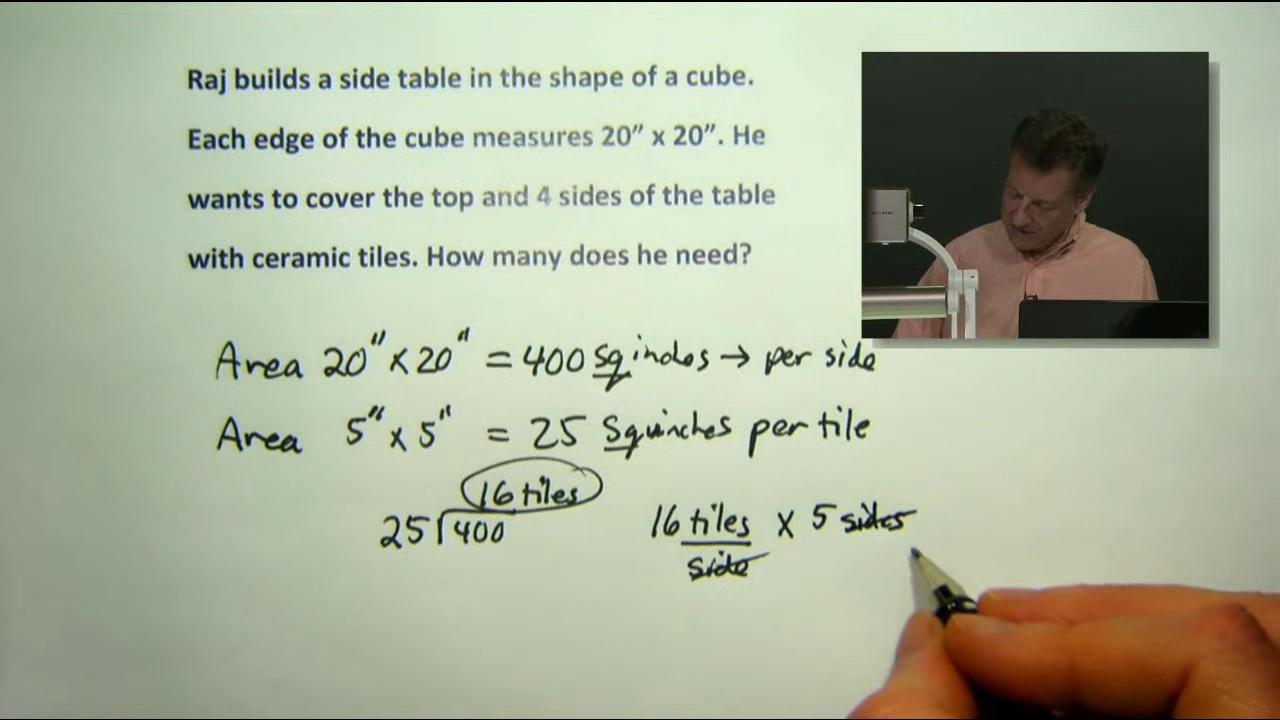 Raj builds a side table in the shape of a cube.
Each edge of the cube measures 20” x 20”. He
wants to cover the top and 4 sides of the table
with ceramic tiles. How many does he need?
Area 20" x 20" = 400 Sq inches → per side
Area 5" x 5" = 25 Sq inches per tile
16 tiles
25 400
16 tiles x 5 sides
side